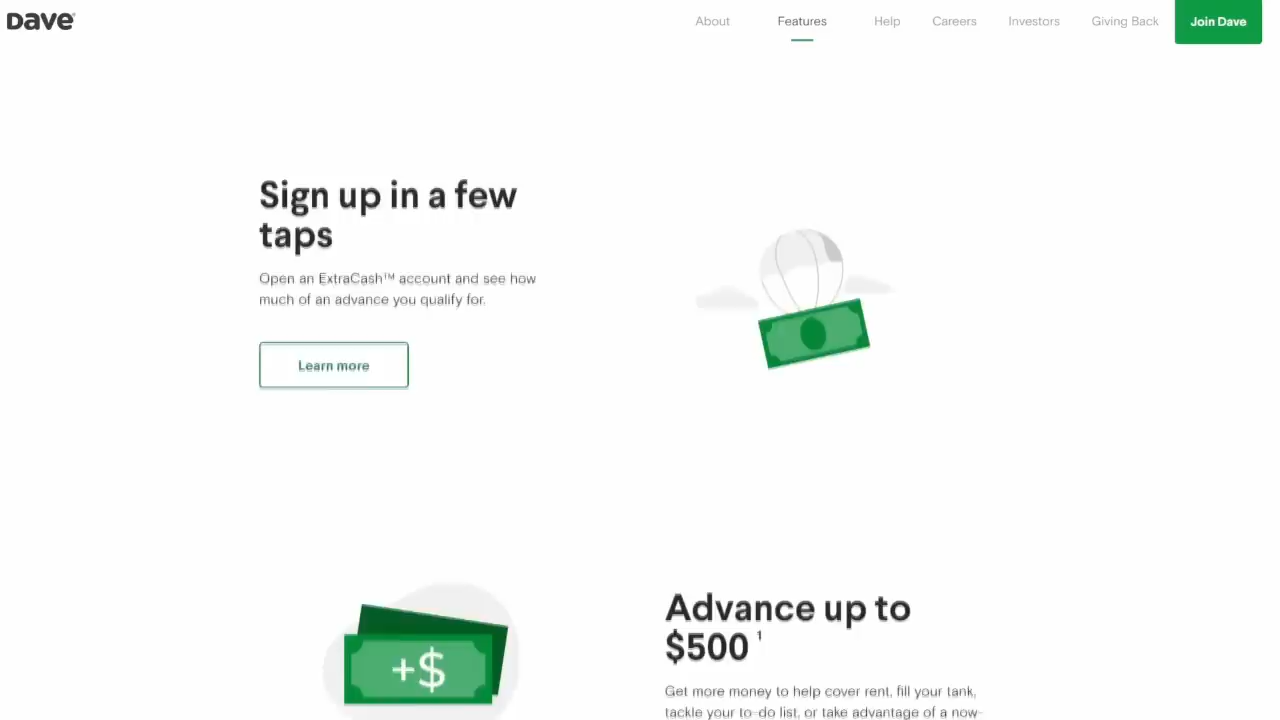 Dave
About Features Help Careers Investors Giving Back Join Dave
Sign up in a few
taps
Open an ExtraCash™ account and see how
much of an advance you qualify for.
Learn more
+$
Advance up to
$500 ¹
Get more money to help cover rent, fill your tank,
tackle your to-do list, or take advantage of a now-